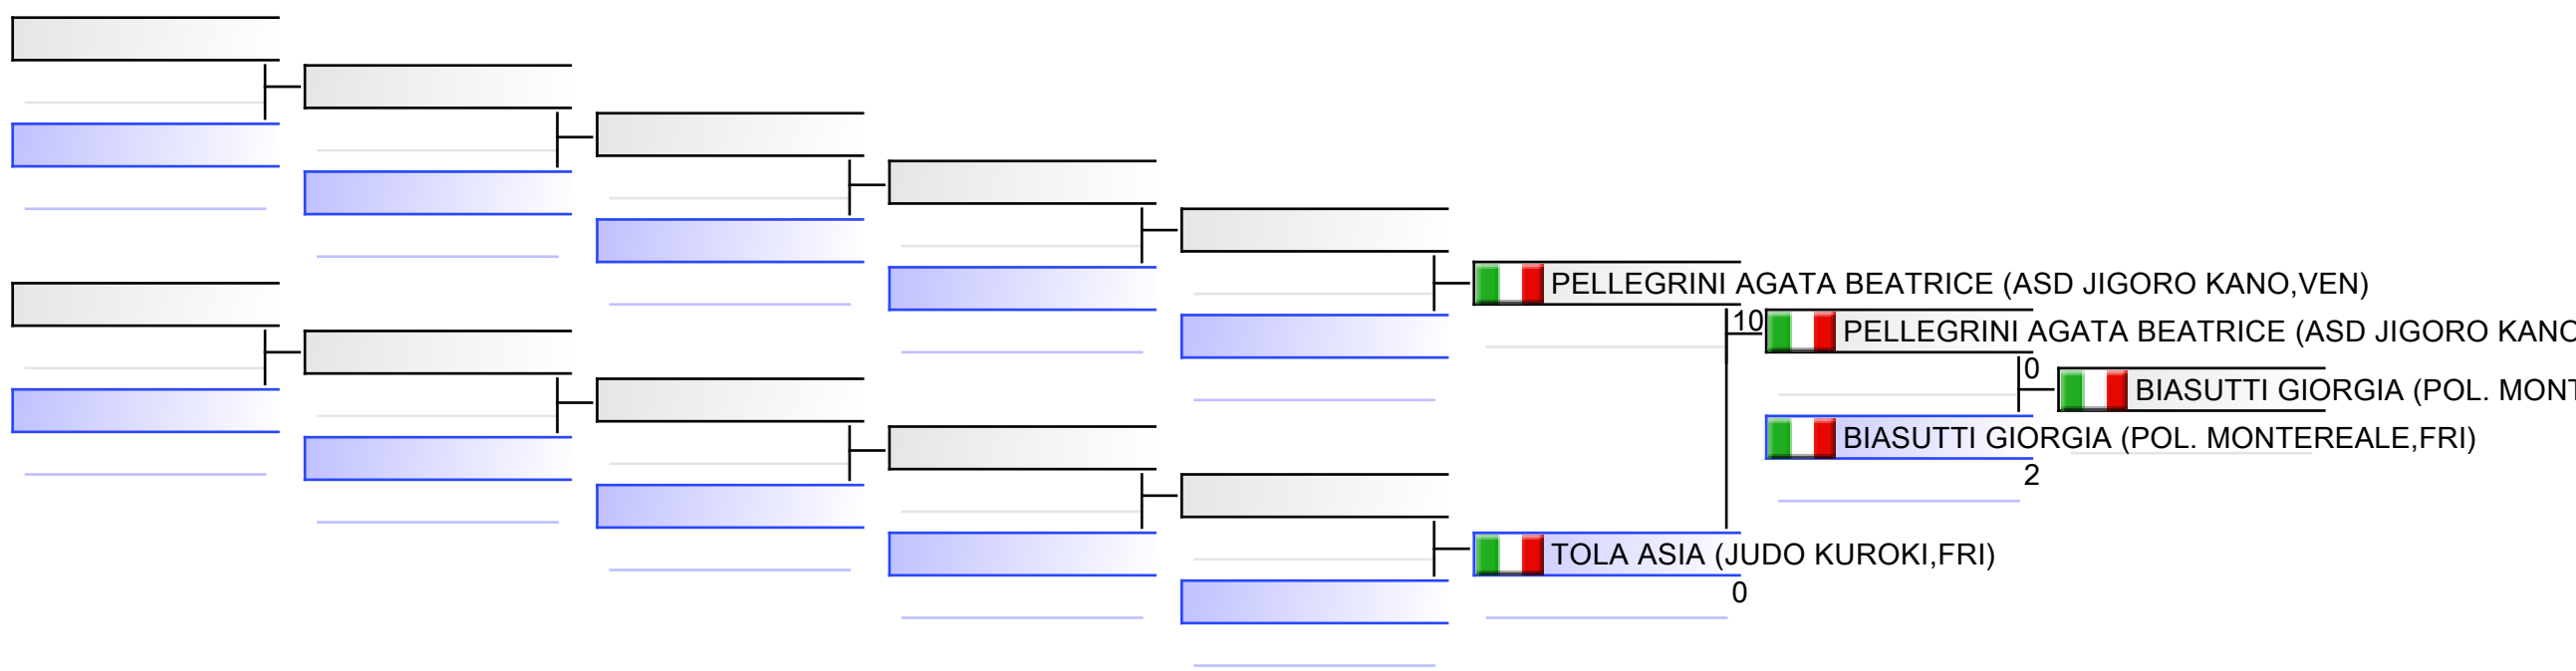 PELLEGRINI AGATA BEATRICE (ASD JIGORO KANO,VEN)
10
PELLEGRINI AGATA BEATRICE (ASD JIGORO KANO
0
BIASUTTI GIORGIA (POL. MONT
BIASUTTI GIORGIA (POL. MONTEREALE,FRI)
2
TOLA ASIA (JUDO KUROKI,FRI)
0